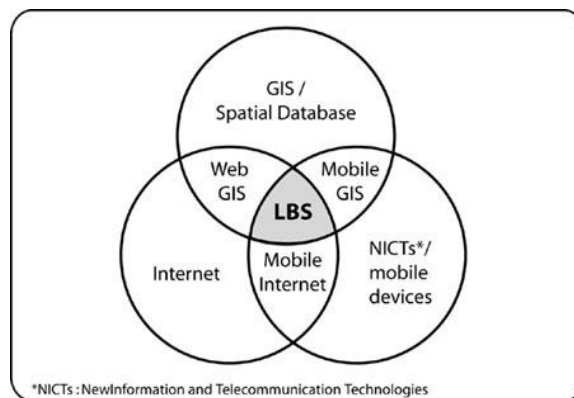 GIS /
Spatial Database
Web
GIS
Mobile
GIS
LBS
Internet
Mobile
Internet
NICTs*/
mobile
devices
*NICTs : NewInformation and Telecommunication Technologies